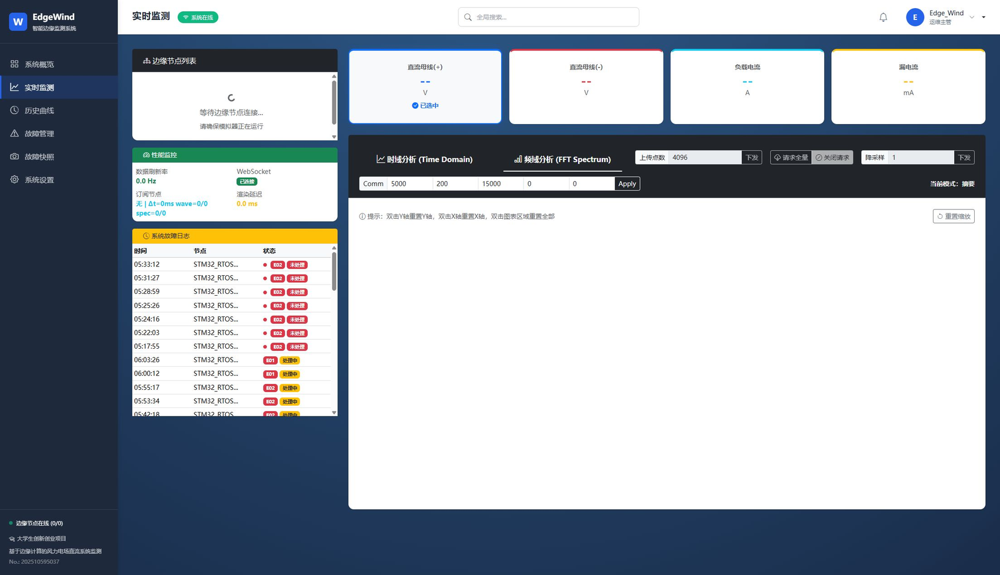 W
EdgeWind
智能边缘监测系统
系统概览
实时监测
历史曲线
故障管理
故障快照
系统设置
边缘节点在线 (0/0)
大学生创新创业项目
基于边缘计算的风力电场直流系统监测
No.: 202510595037
实时监测
系统在线
全局搜索...
E
Edge_Wind
运维主管
边缘节点列表
等待边缘节点连接...
请确保模拟器正在运行
性能监控
数据刷新率
0.0 Hz
WebSocket
已连接
订阅节点
无 | Δt=0ms wave=0/0
spec=0/0
渲染延迟
0.0 ms
系统故障日志
时间 节点 状态
05:33:12 STM32_RTOS... E02 未处理
05:31:27 STM32_RTOS... E02 未处理
05:28:59 STM32_RTOS... E02 未处理
05:25:26 STM32_RTOS... E02 未处理
05:24:16 STM32_RTOS... E02 未处理
05:22:03 STM32_RTOS... E02 未处理
05:17:55 STM32_RTOS... E02 未处理
06:03:26 STM32_RTOS... E01 处理中
06:00:12 STM32_RTOS... E01 处理中
05:55:17 STM32_RTOS... E02 处理中
05:53:34 STM32_RTOS... E02 处理中
05:42:18 STM32_RTOS... E02 处理中
直流母线(+)
--
V
已选中
直流母线(-)
--
V
负载电流
--
A
漏电流
--
mA
时域分析 (Time Domain)
频域分析 (FFT Spectrum)
上传点数 4096 下发
请求全量 关闭请求
降采样 1 下发
Comm 5000 200 15000 0 0 Apply
当前模式：摘要
提示：双击Y轴重置Y轴，双击X轴重置X轴，双击图表区域重置全部
重置缩放